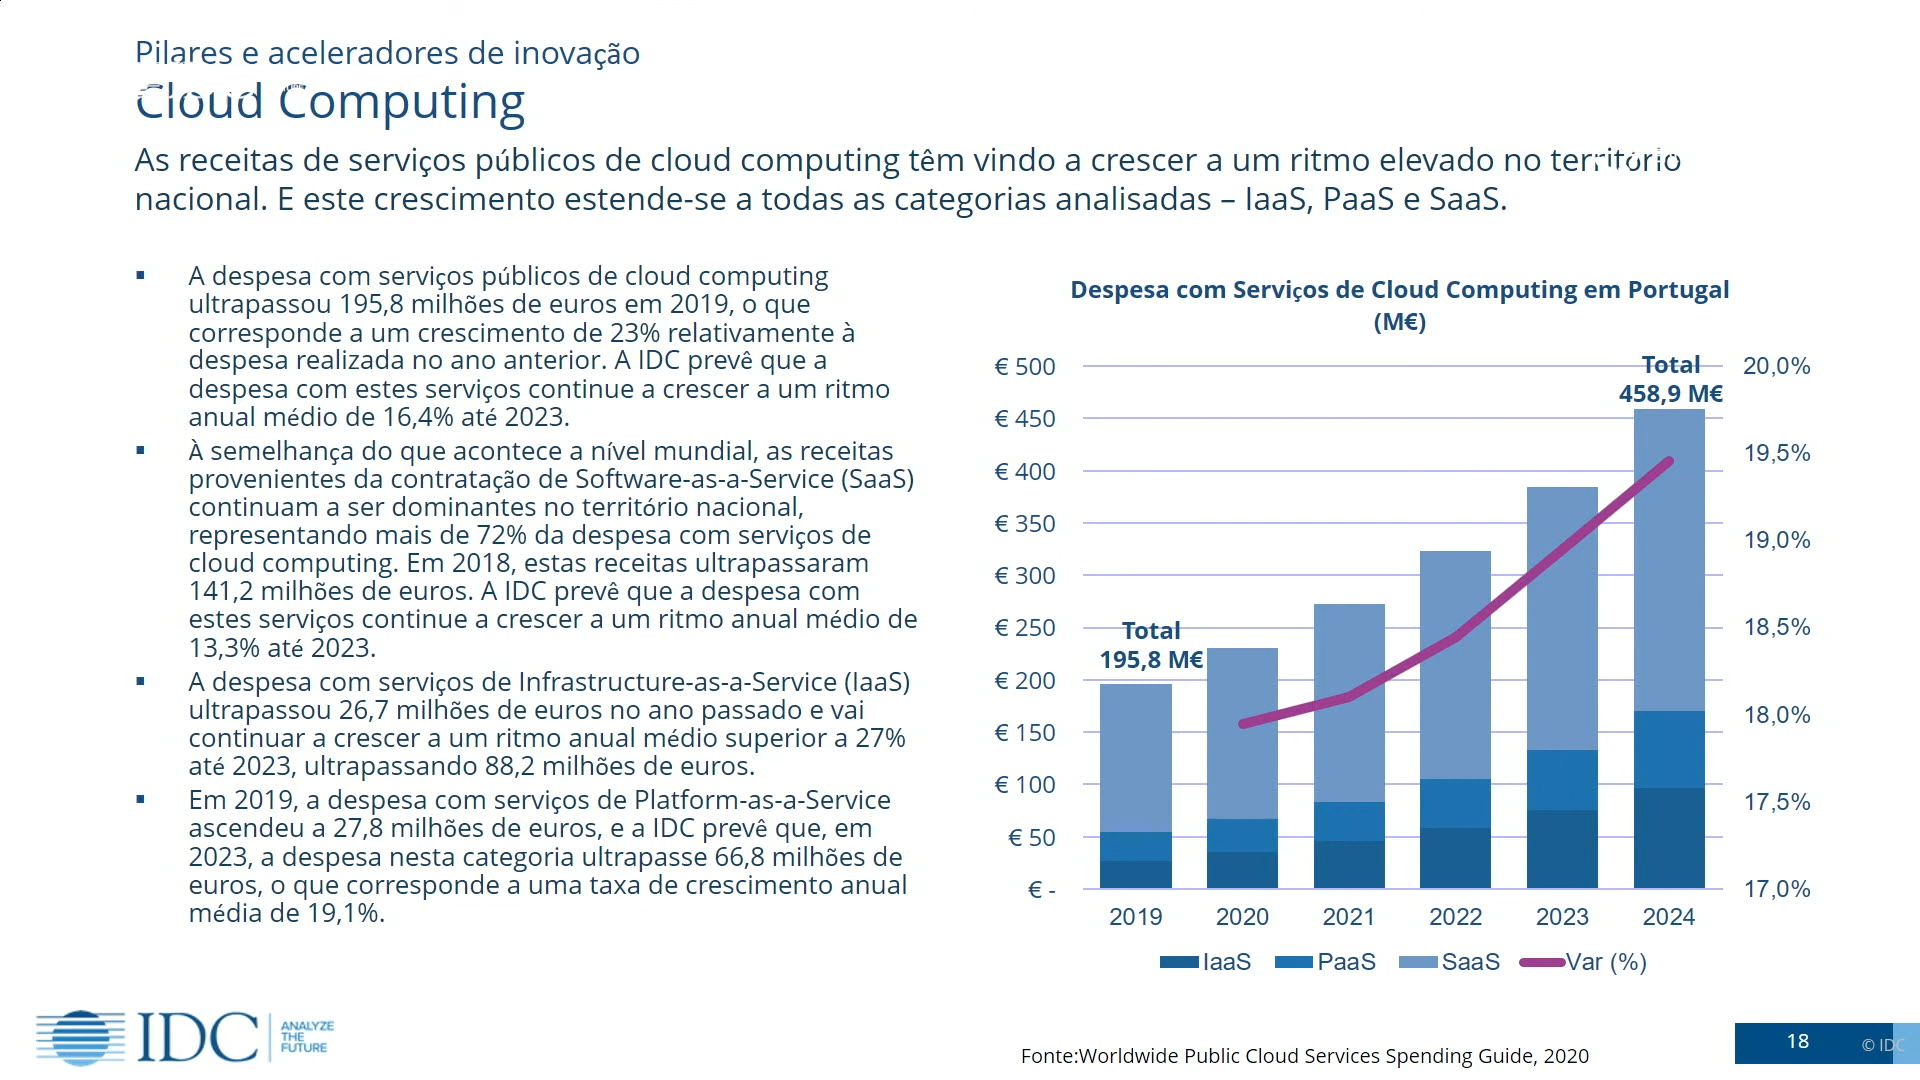 Pilares e aceleradores de inovação
Cloud Computing
As receitas de serviços públicos de cloud computing têm vindo a crescer a um ritmo elevado no território
nacional. E este crescimento estende-se a todas as categorias analisadas – IaaS, PaaS e SaaS.
▪ A despesa com serviços públicos de cloud computing
ultrapassou 195,8 milhões de euros em 2019, o que
corresponde a um crescimento de 23% relativamente à
despesa realizada no ano anterior. A IDC prevê que a
despesa com estes serviços continue a crescer a um ritmo
anual médio de 16,4% até 2023.
▪ À semelhança do que acontece a nível mundial, as receitas
provenientes da contratação de Software-as-a-Service (SaaS)
continuam a ser dominantes no território nacional,
representando mais de 72% da despesa com serviços de
cloud computing. Em 2018, estas receitas ultrapassaram
141,2 milhões de euros. A IDC prevê que a despesa com
estes serviços continue a crescer a um ritmo anual médio de
13,3% até 2023.
▪ A despesa com serviços de Infrastructure-as-a-Service (IaaS)
ultrapassou 26,7 milhões de euros no ano passado e vai
continuar a crescer a um ritmo anual médio superior a 27%
até 2023, ultrapassando 88,2 milhões de euros.
▪ Em 2019, a despesa com serviços de Platform-as-a-Service
ascendeu a 27,8 milhões de euros, e a IDC prevê que, em
2023, a despesa nesta categoria ultrapasse 66,8 milhões de
euros, o que corresponde a uma taxa de crescimento anual
média de 19,1%.
Despesa com Serviços de Cloud Computing em Portugal
(M€)
€ 500
€ 450
€ 400
€ 350
€ 300
€ 250
€ 200
€ 150
€ 100
€ 50
€ -
Total
195,8 M€
Total
458,9 M€
20,0%
19,5%
19,0%
18,5%
18,0%
17,5%
17,0%
2019 2020 2021 2022 2023 2024
IaaS PaaS SaaS Var (%)
IDC
ANALYZE
THE
FUTURE
Fonte:Worldwide Public Cloud Services Spending Guide, 2020
18
© IDC